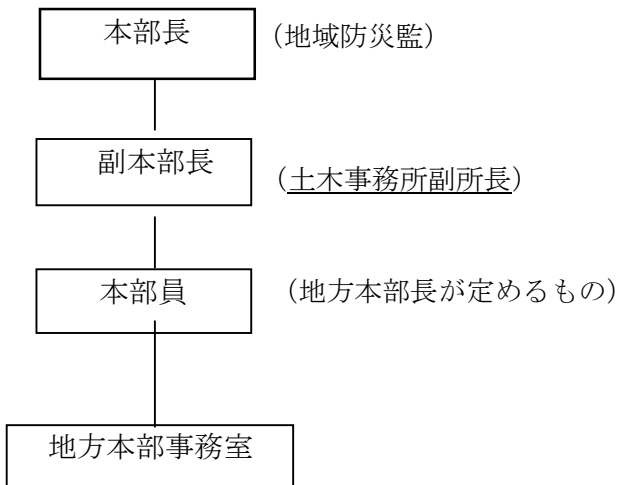 本部長 （地域防災監）
副本部長 （土木事務所副所長）
本部員 （地方本部長が定めるもの）
地方本部事務室